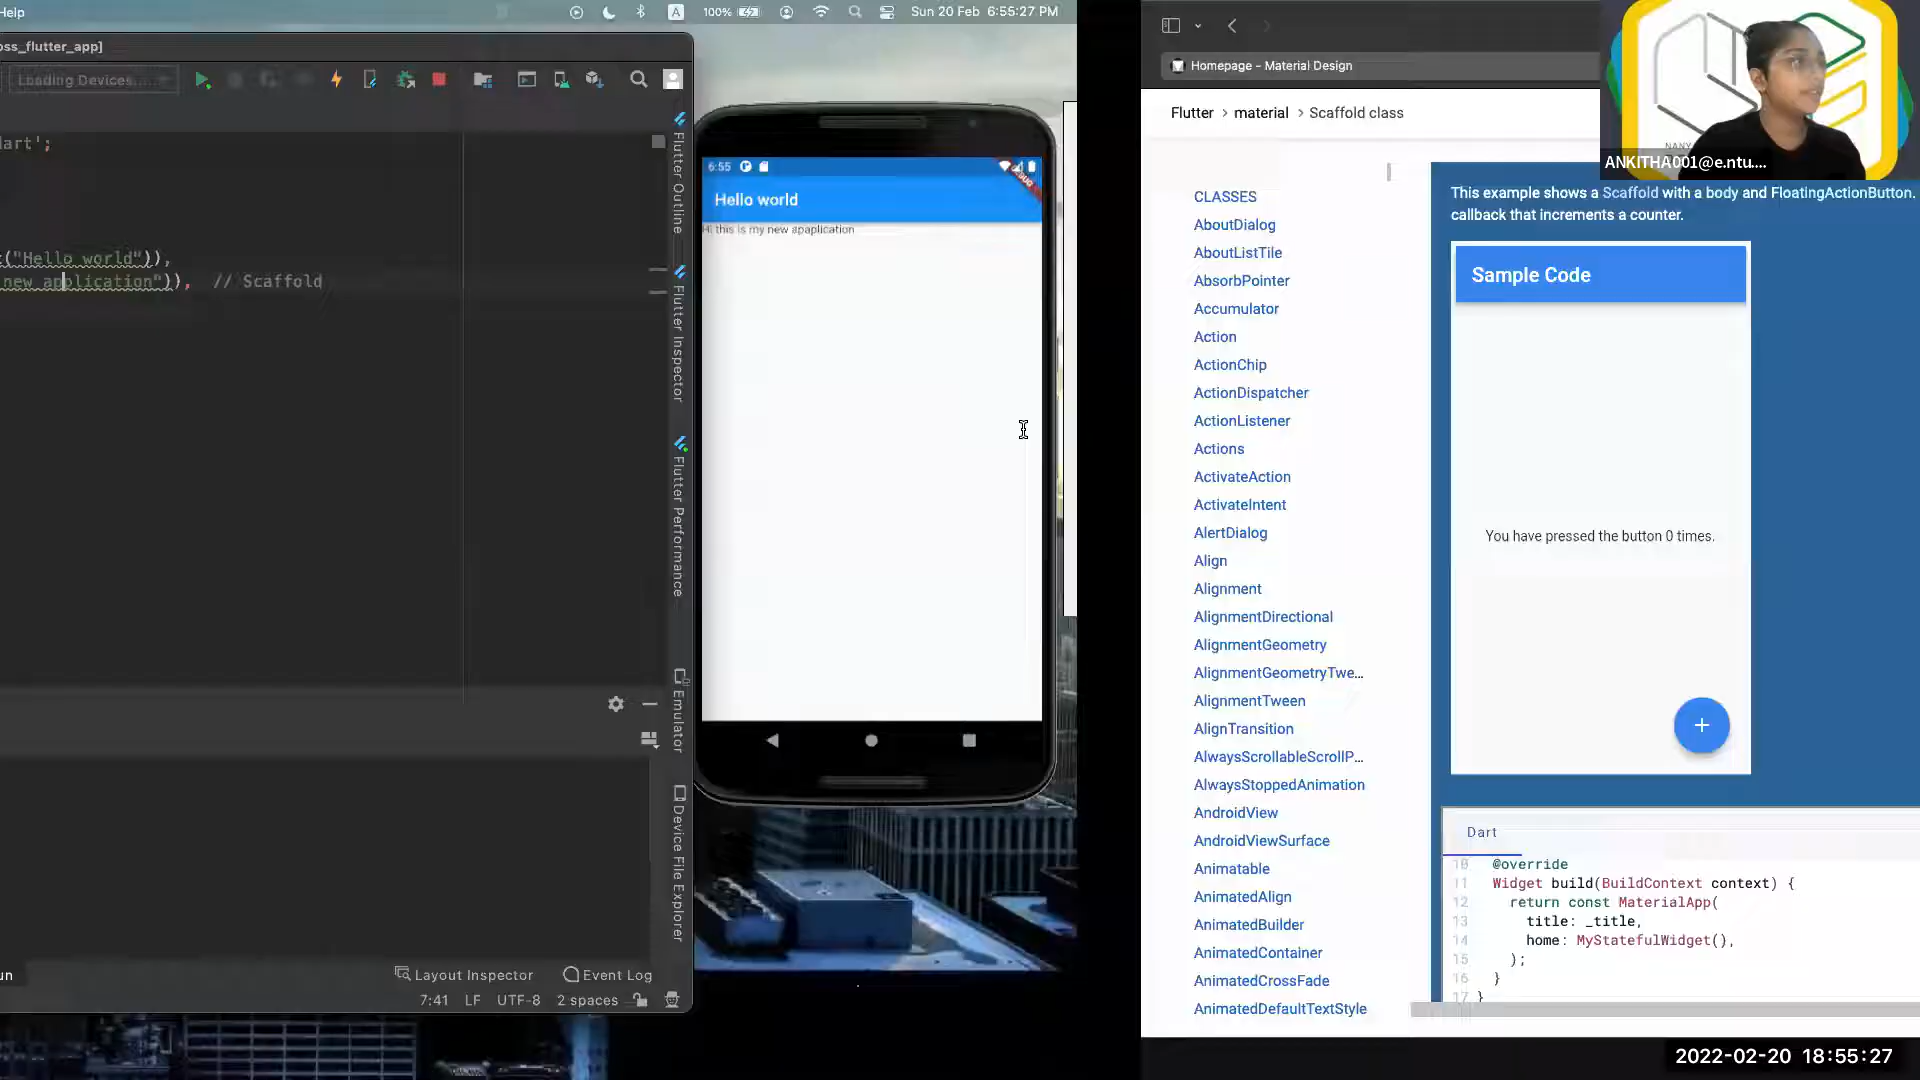 Help
100%
A
Sun 20 Feb 6:55:27 PM
oss_flutter_app]
Loading Devices...
lart';
t("Hello world")),
new application")), // Scaffold
Flutter Outline
Flutter Inspector
Flutter Performance
Emulator
Device File Explorer
un
Layout Inspector
Event Log
7:41 LF UTF-8 2 spaces
6:55
DEBUG
Hello world
Hi this is my new apaplication
Homepage – Material Design
Flutter > material > Scaffold class
NANY
ANKITHA001@e.ntu....
CLASSES
AboutDialog
AboutListTile
AbsorbPointer
Accumulator
Action
ActionChip
ActionDispatcher
ActionListener
Actions
ActivateAction
ActivateIntent
AlertDialog
Align
Alignment
AlignmentDirectional
AlignmentGeometry
AlignmentGeometryTwe...
AlignmentTween
AlignTransition
AlwaysScrollableScrollP...
AlwaysStoppedAnimation
AndroidView
AndroidViewSurface
Animatable
AnimatedAlign
AnimatedBuilder
AnimatedContainer
AnimatedCrossFade
AnimatedDefaultTextStyle
This example shows a Scaffold with a body and FloatingActionButton.
callback that increments a counter.
Sample Code
You have pressed the button 0 times.
+
Dart
10 @override
11 Widget build(BuildContext context) {
12 return const MaterialApp(
13 title: _title,
14 home: MyStatefulWidget(),
15 );
16 }
17 }
2022-02-20 18:55:27